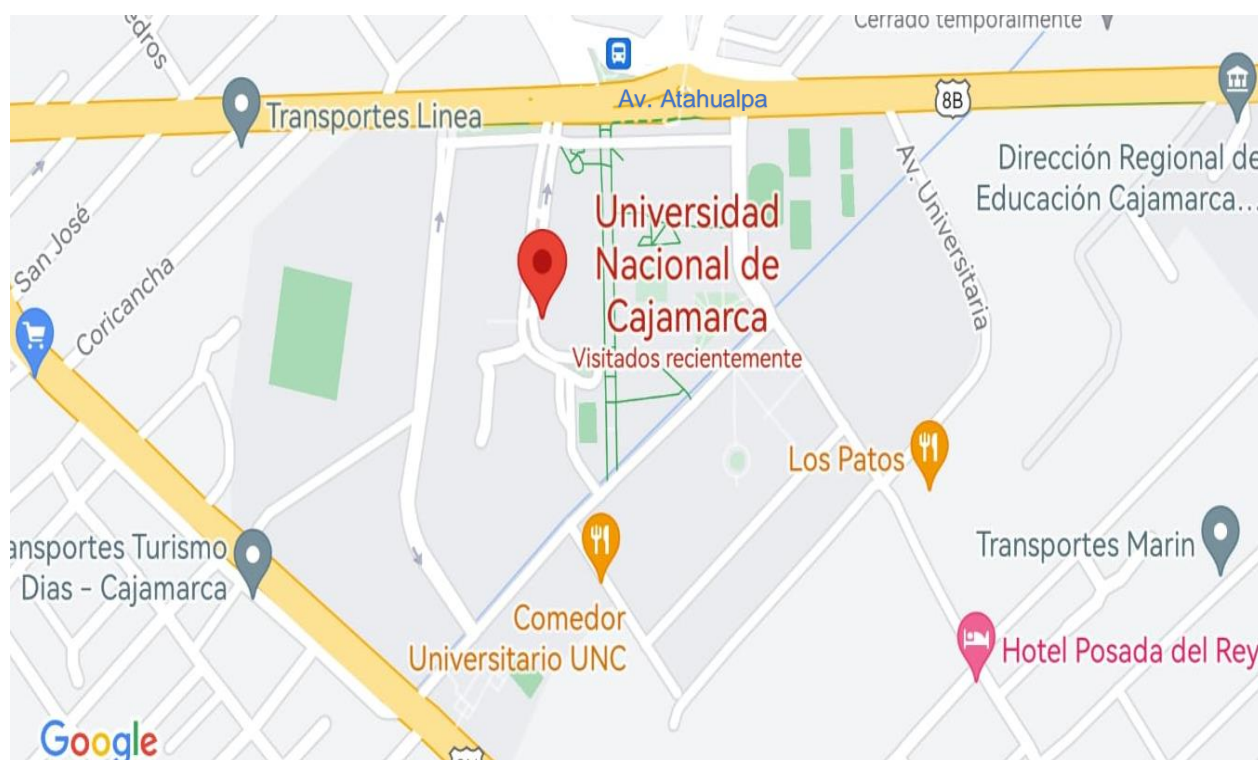 Cerrado temporalmente
Av. Atahualpa
8B
Transportes Linea
Dirección Regional de
Educación Cajamarca...
Av. Universitaria
San José
Coricancha
Universidad
Nacional de
Cajamarca
Visitados recientemente
Los Patos
Transportes Marin
Turismo
Dias - Cajamarca
Comedor
Universitario UNC
Hotel Posada del Rey
Google